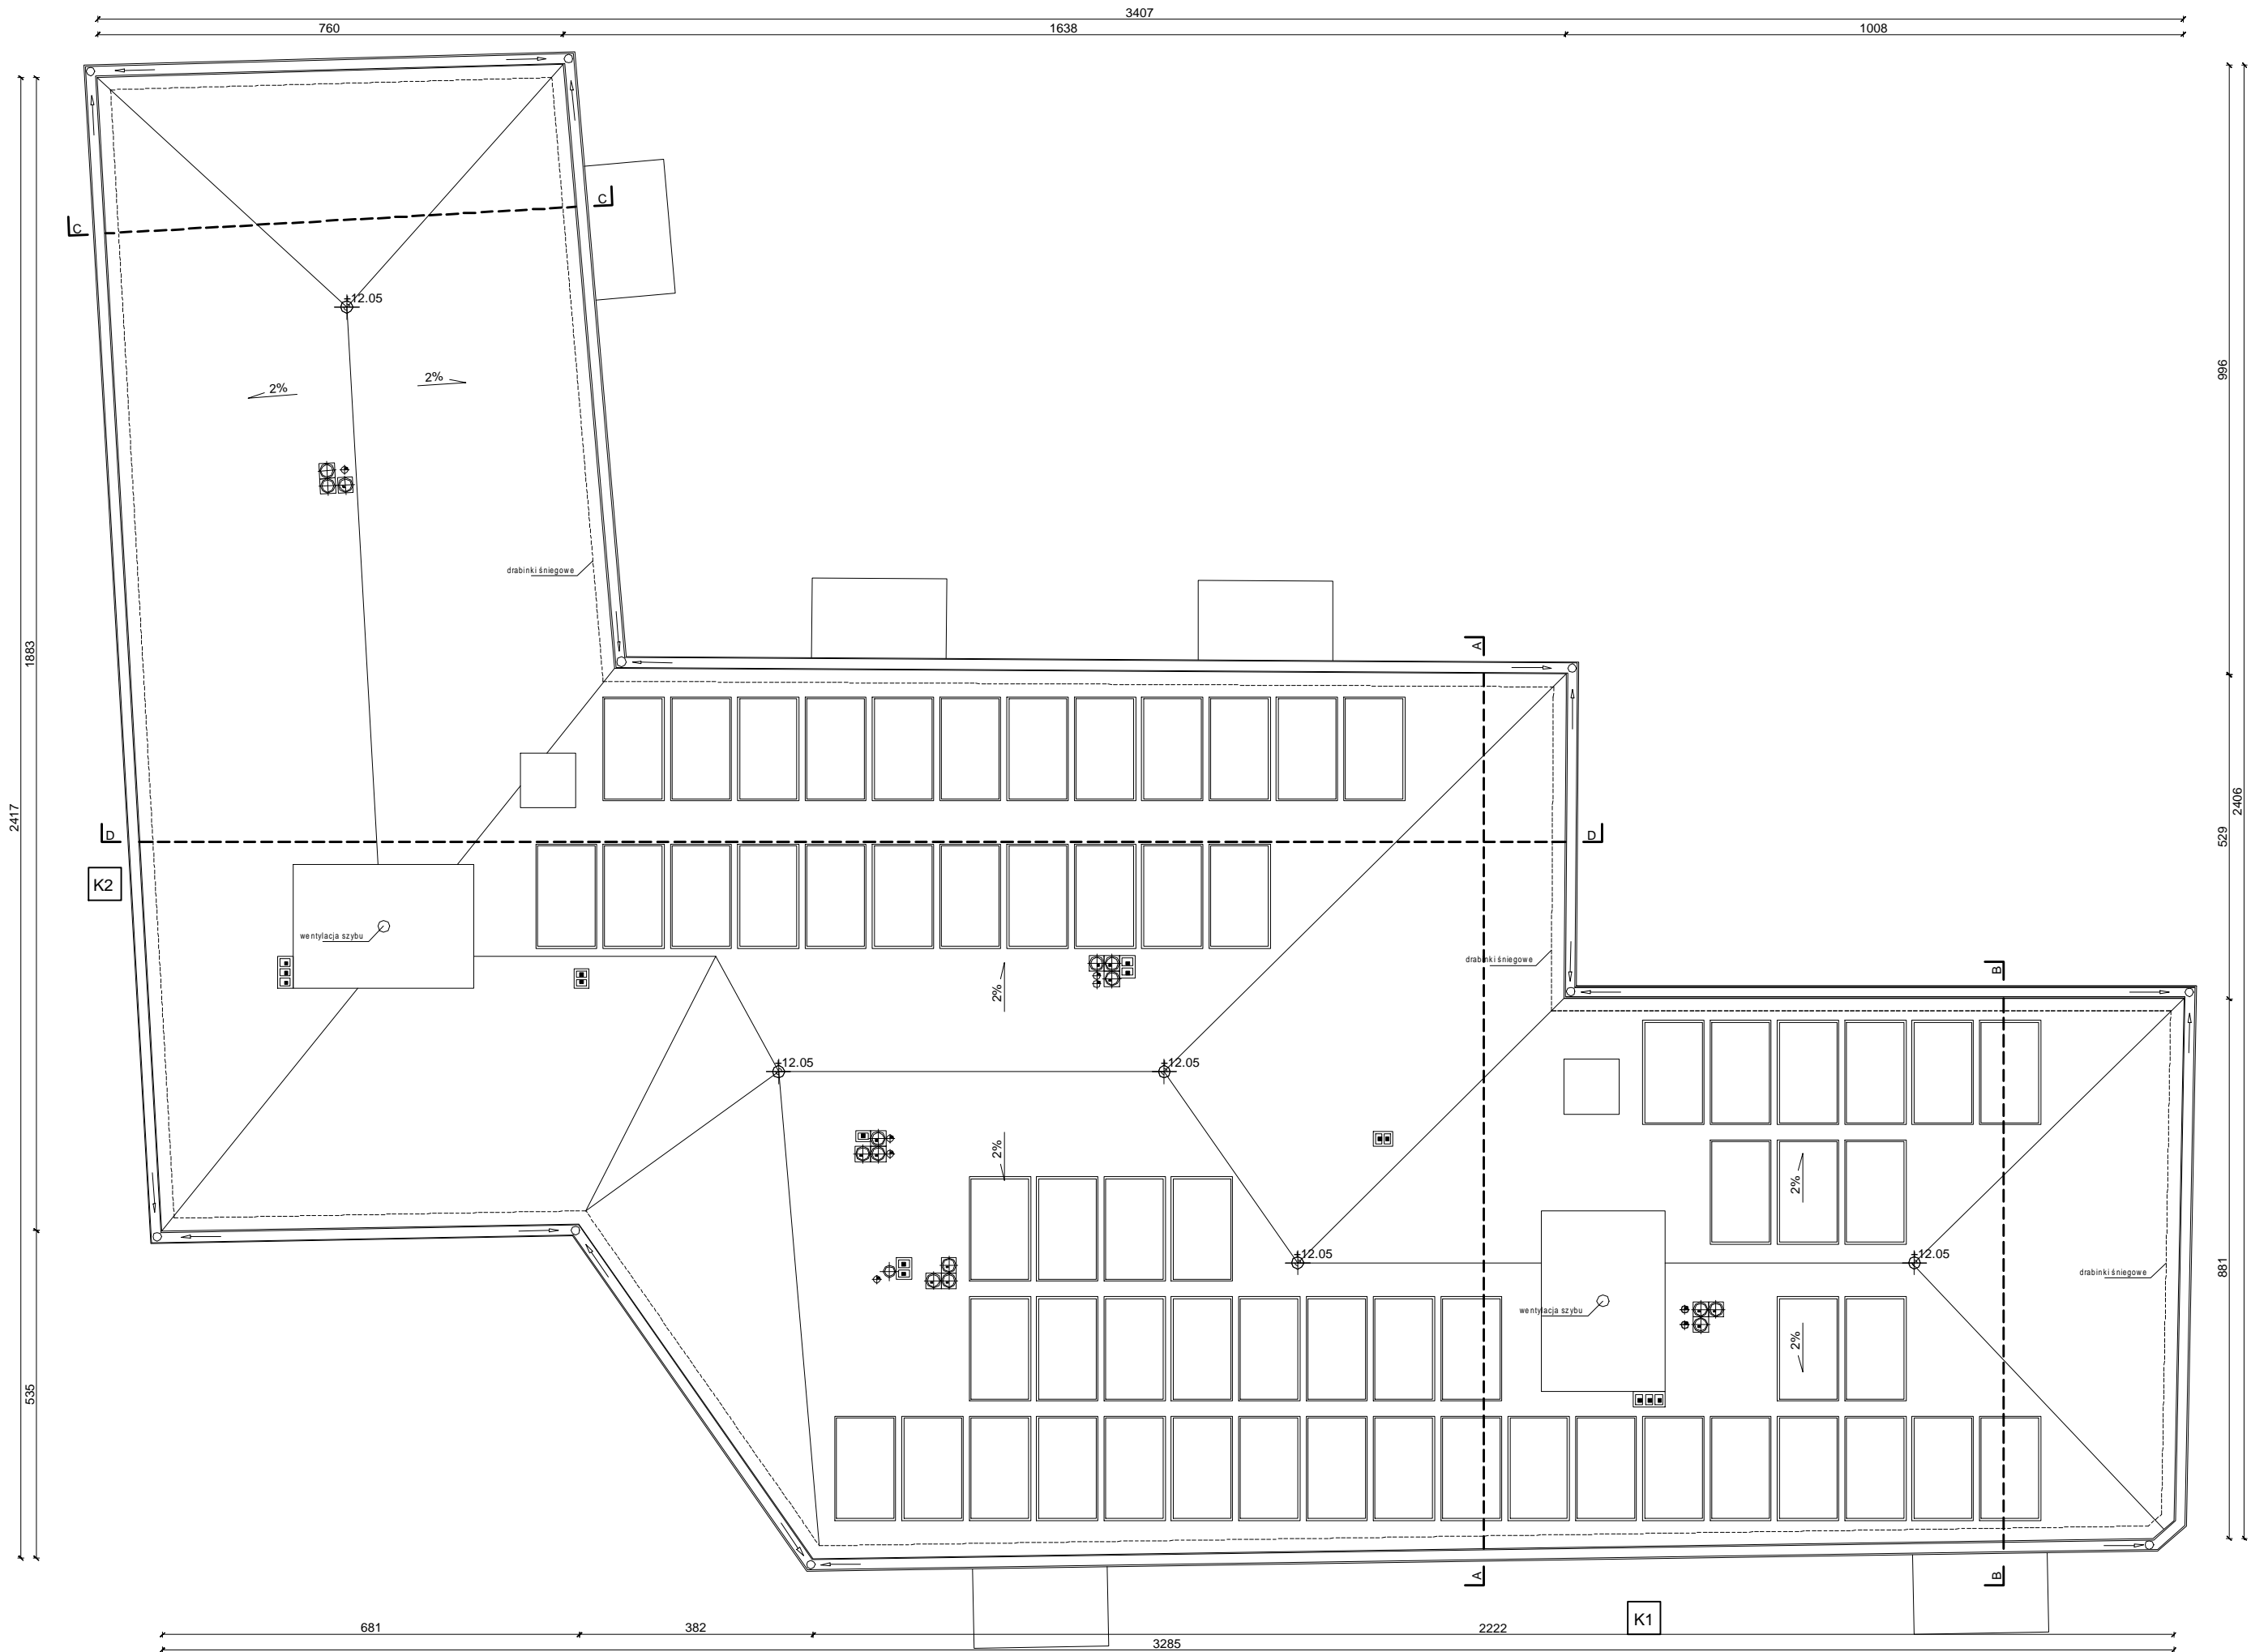 3407
760
1638
1008
C
C
+12.05
2%
2%
996
drabinki śniegowe
1883
A
2417
2406
D
D
529
K2
wentylacja szybu
drabinki śniegowe
B
2%
+12.05
+12.05
2%
2%
+12.05
+12.05
881
drabinki śniegowe
wentylacja szybu
2%
535
A
B
K1
681
382
2222
3285